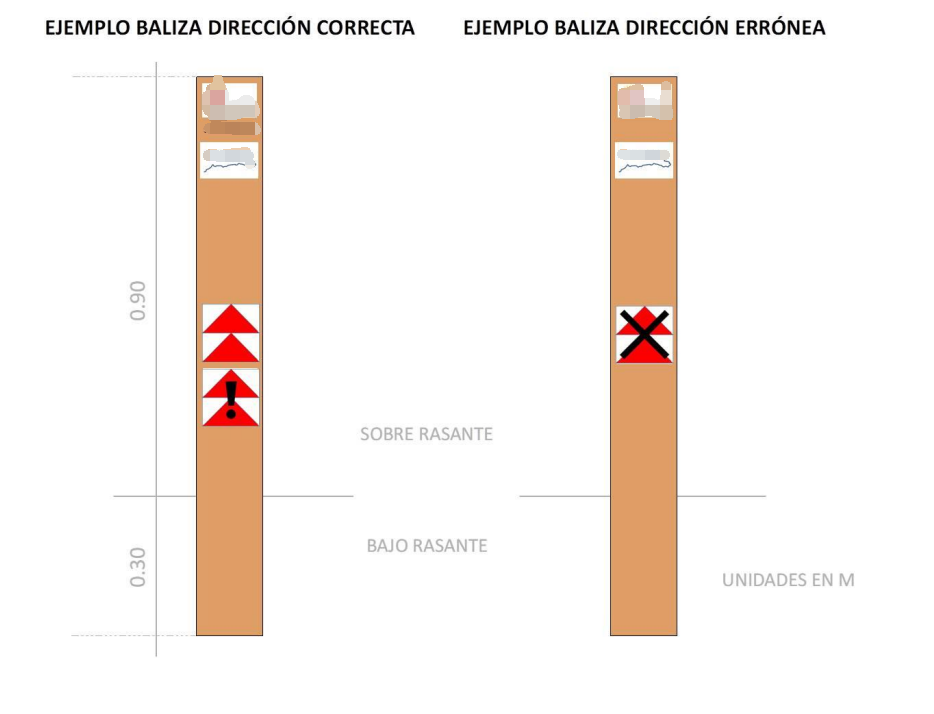 EJEMPLO BALIZA DIRECCIÓN CORRECTA
EJEMPLO BALIZA DIRECCIÓN ERRÓNEA
0.90
!
SOBRE RASANTE
BAJO RASANTE
0.30
UNIDADES EN M